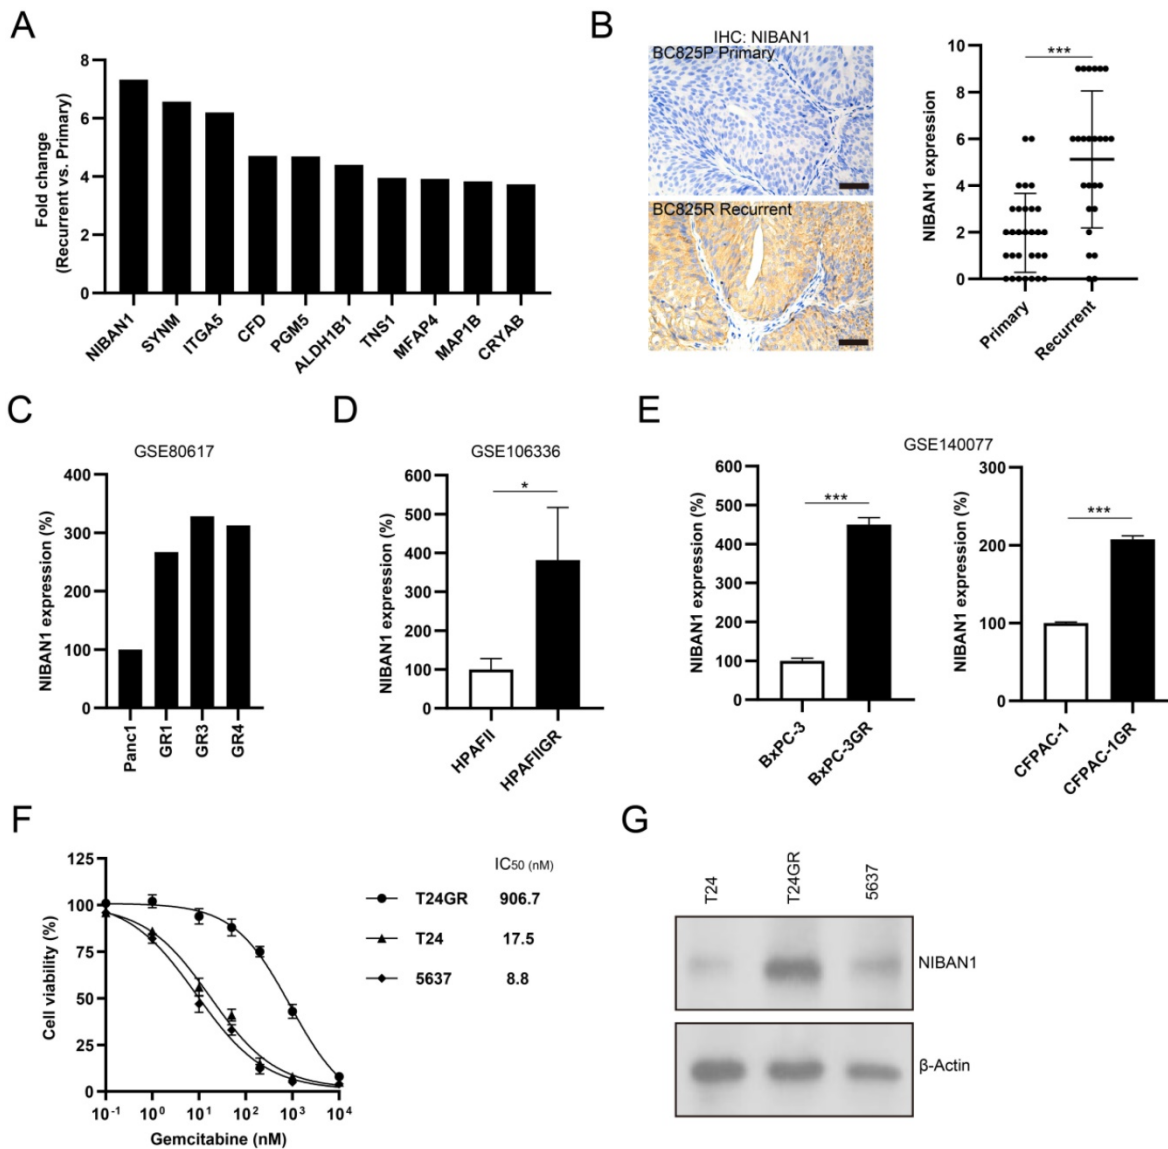 A
Fold change
(Recurrent vs. Primary)
8
6
4
2
0
NIBAN1
SYNM
ITGA5
CFD
PGM5
ALDH1B1
TNS1
MFAP4
MAP1B
CRYAB
B
IHC: NIBAN1
BC825P Primary
BC825R Recurrent
NIBAN1 expression
10
8
6
4
2
0
***
Primary
Recurrent
C
GSE80617
NIBAN1 expression (%)
400
300
200
100
0
Panc1
GR1
GR3
GR4
D
GSE106336
NIBAN1 expression (%)
600
500
400
300
200
100
0
*
HPAFII
HPAFIIGR
E
GSE140077
NIBAN1 expression (%)
600
500
400
300
200
100
0
***
BxPC-3
BxPC-3GR
NIBAN1 expression (%)
300
200
100
0
***
CFPAC-1
CFPAC-1GR
F
Cell viability (%)
125
100
75
50
25
0
10⁻¹ 10⁰ 10¹ 10² 10³ 10⁴
Gemcitabine (nM)
IC50 (nM)
T24GR 906.7
T24 17.5
5637 8.8
G
T24
T24GR
5637
NIBAN1
β-Actin